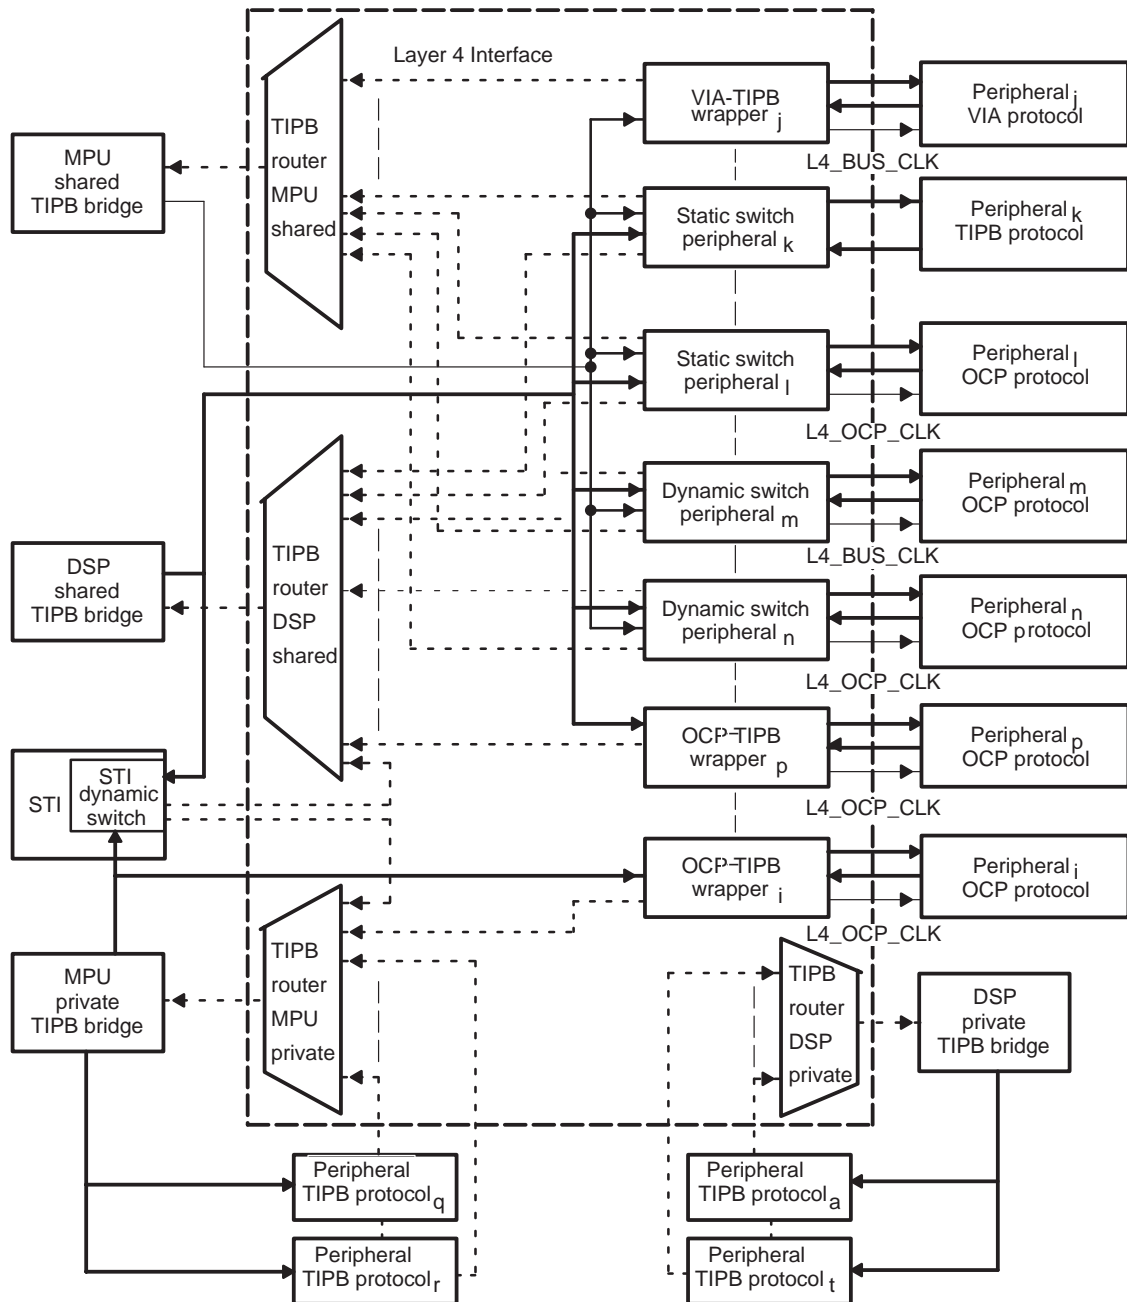 Layer 4 Interface
TIPB
router
MPU
shared
MPU
shared
TIPB bridge
VIA-TIPB
wrapper j
Peripheral j
VIA protocol
L4_BUS_CLK
Static switch
peripheral k
Peripheral k
TIPB protocol
Static switch
peripheral l
Peripheral l
OCP protocol
L4_OCP_CLK
Dynamic switch
peripheral m
Peripheral m
OCP protocol
L4_BUS_CLK
DSP
shared
TIPB bridge
TIPB
router
DSP
shared
Dynamic switch
peripheral n
Peripheral n
OCP protocol
L4_OCP_CLK
OCP-TIPB
wrapper p
Peripheral p
OCP protocol
L4_OCP_CLK
STI
STI
dynamic
switch
OCP-TIPB
wrapper i
Peripheral i
OCP protocol
L4_OCP_CLK
MPU
private
TIPB bridge
TIPB
router
MPU
private
TIPB
router
DSP
private
DSP
private
TIPB bridge
Peripheral
TIPB protocol q
Peripheral
TIPB protocol a
Peripheral
TIPB protocol r
Peripheral
TIPB protocol t